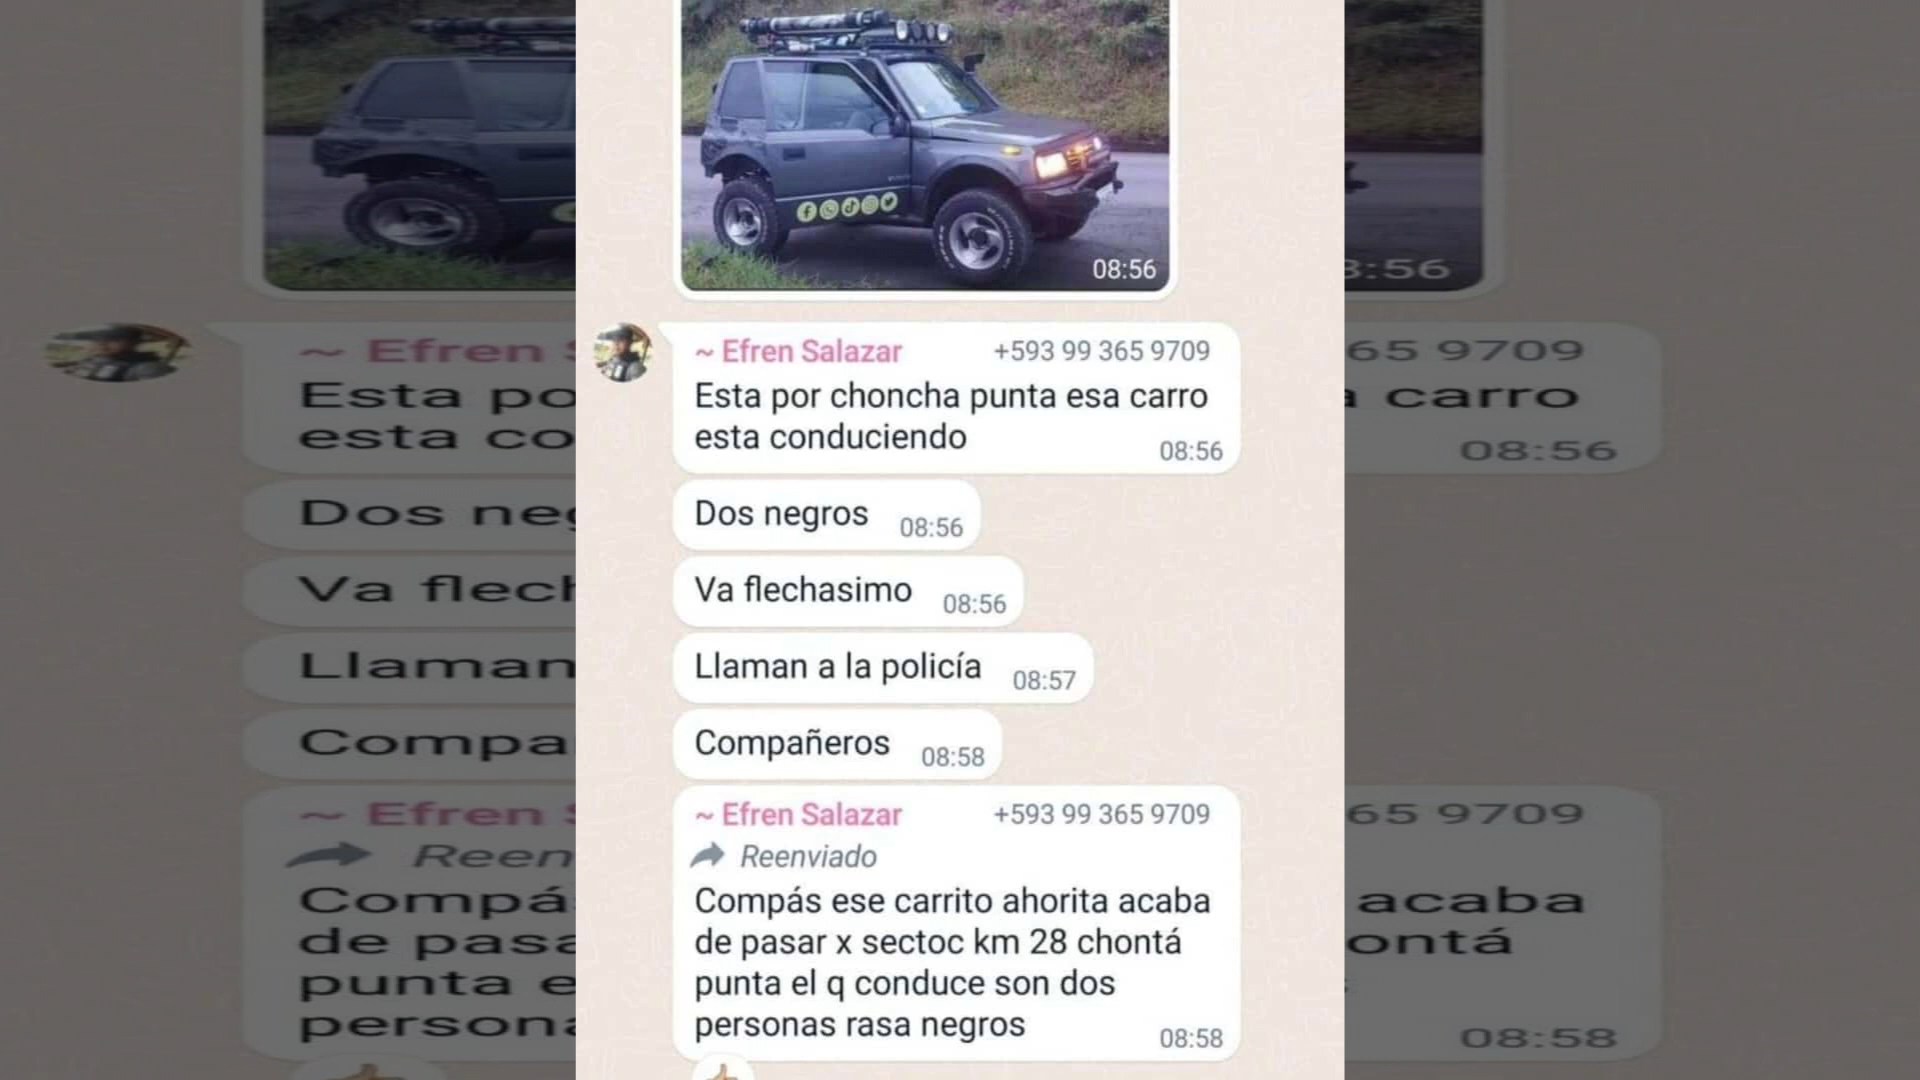 08:56
~ Efren Salazar +593 99 365 9709
Esta por choncha punta esa carro
esta conduciendo
08:56
Dos negros 08:56
Va flechasimo 08:56
Llaman a la policía 08:57
Compañeros 08:58
~ Efren Salazar +593 99 365 9709
Reenviado
Compás ese carrito ahorita acaba
de pasar x sectoc km 28 chontá
punta el q conduce son dos
personas rasa negros
08:58